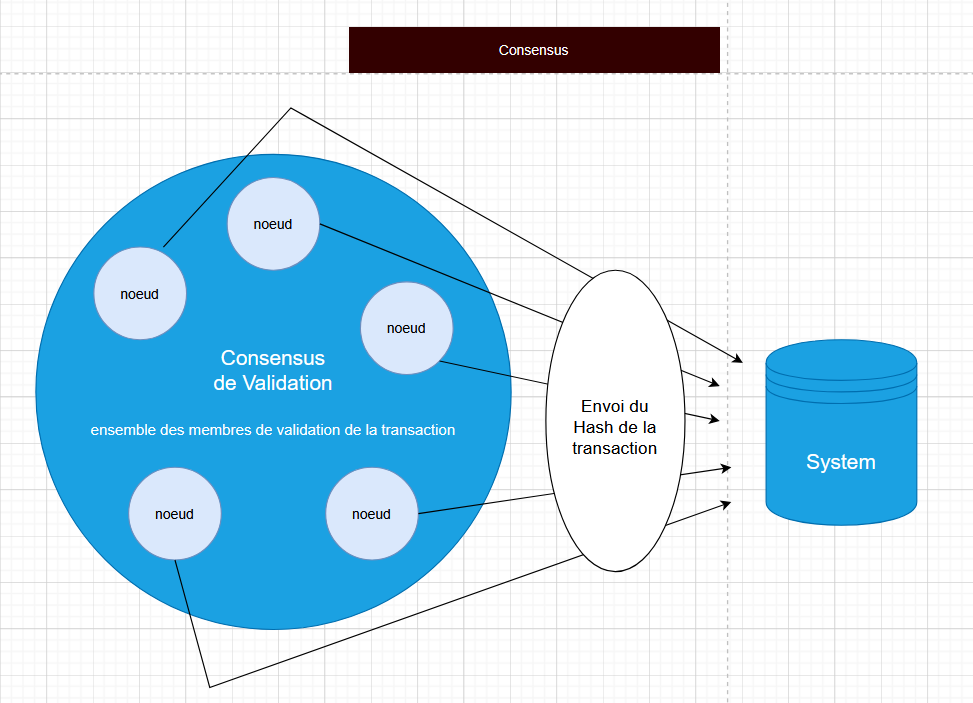 Consensus
noeud
noeud
noeud
Consensus
de Validation
ensemble des membres de validation de la transaction
Envoi du
Hash de la
transaction
System
noeud
noeud